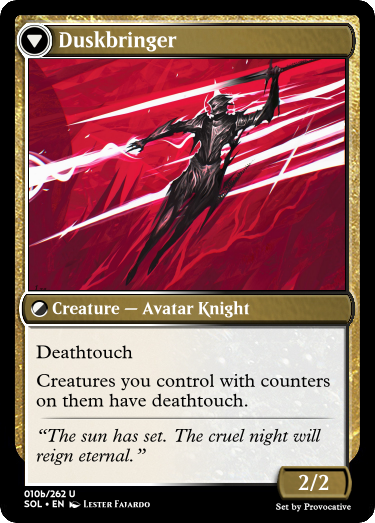 Duskbringer
Creature — Avatar Knight
Deathtouch
Creatures you control with counters
on them have deathtouch.
“The sun has set. The cruel night will
reign eternal.”
2/2
010b/262 U
SOL • EN Lester Fajardo
Set by Provocative